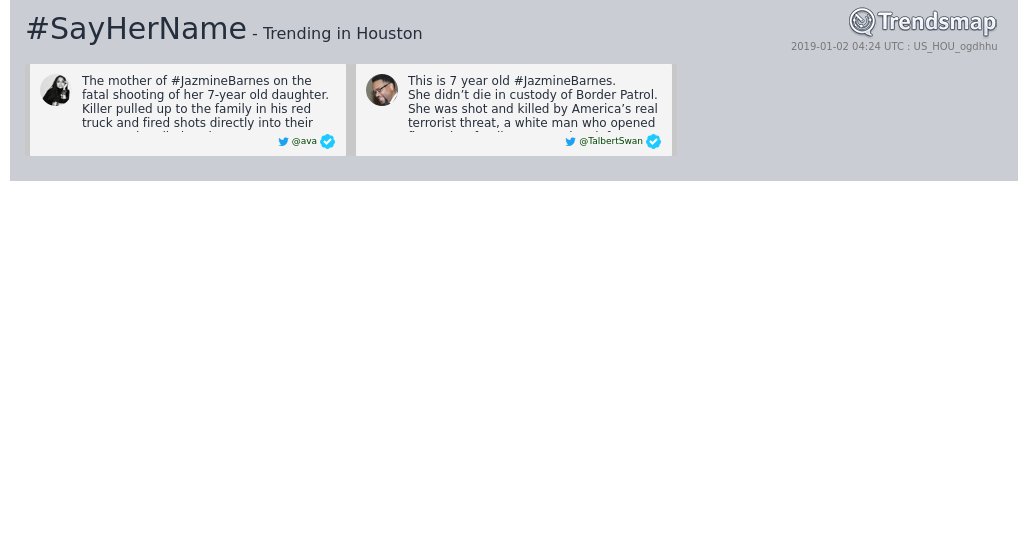 #SayHerName - Trending in Houston
Trendsmap
2019-01-02 04:24 UTC : US_HOU_ogdhhu
The mother of #JazmineBarnes on the
fatal shooting of her 7-year old daughter.
Killer pulled up to the family in his red
truck and fired shots directly into their
@ava
This is 7 year old #JazmineBarnes.
She didn’t die in custody of Border Patrol.
She was shot and killed by America’s real
terrorist threat, a white man who opened
@TalbertSwan